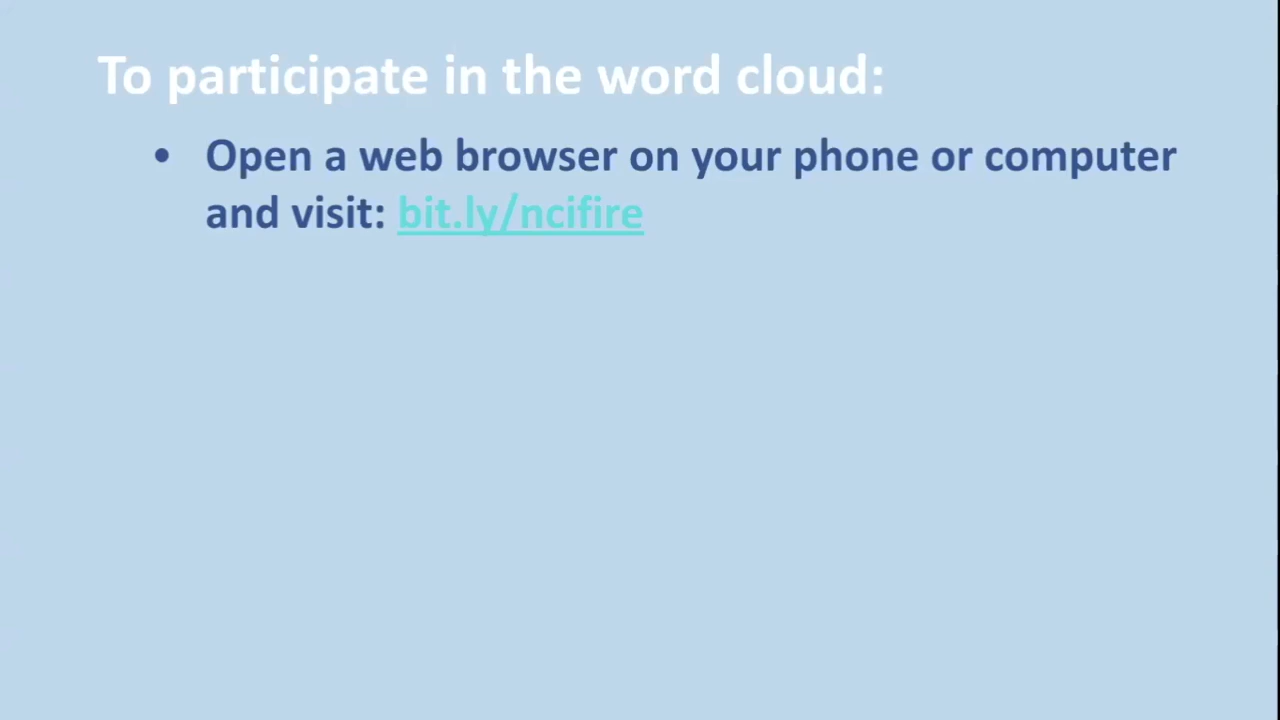 To participate in the word cloud:
• Open a web browser on your phone or computer
and visit: bit.ly/ncifire